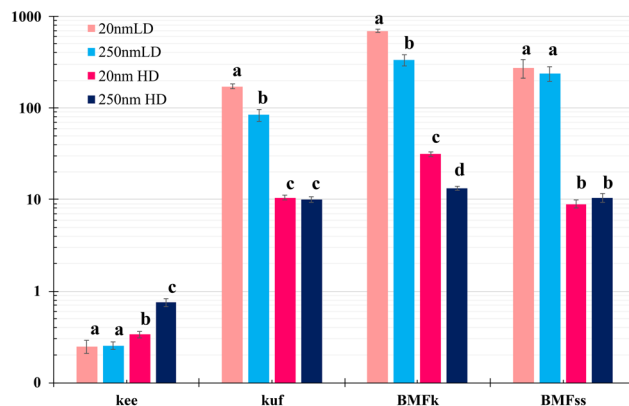 1000
100
10
1
0
20nmLD
250nmLD
20nm HD
250nm HD
a a b c
a b c c
a b c d
a a b b
kee kuf BMFk BMFss